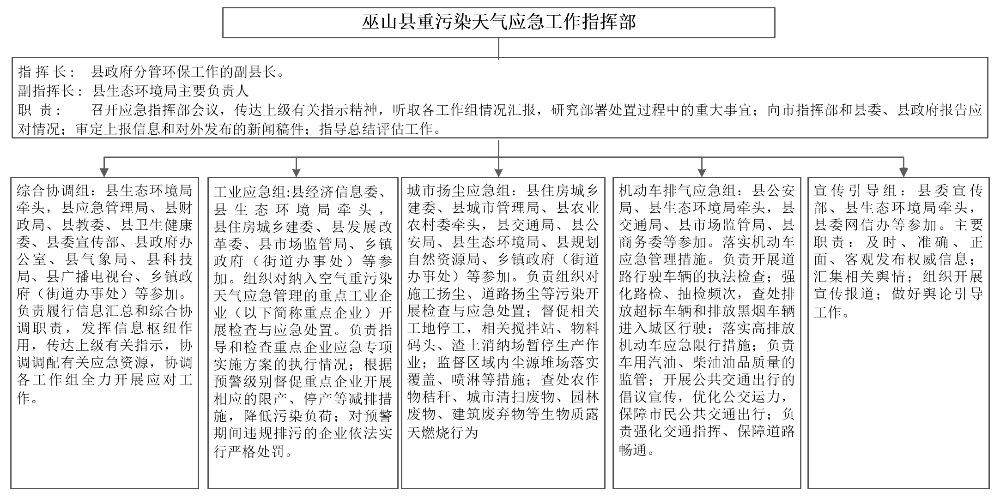 巫山县重污染天气应急工作指挥部
指 挥 长： 县政府分管环保工作的副县长。
副指挥长：县生态环境局主要负责人
职 责： 召开应急指挥部会议，传达上级有关指示精神，听取各工作组情况汇报，研究部署处置过程中的重大事宜；向市指挥部和县委、县政府报告应
对情况；审定上报信息和对外发布的新闻稿件；指导总结评估工作。
综合协调组：县生态环境局
牵头，县应急管理局、县财
政局、县教委、县卫生健康
委、县委宣传部、县政府办
公室、县气象局、县科技
局、县广播电视台、乡镇政
府（街道办事处）等参加。
负责履行信息汇总和综合协
调职责，发挥信息枢纽作
用，传达上级有关指示，协
调调配有关应急资源，协调
各工作组全力开展应对工
作。
工业应急组:县经济信息委、
县生态环境局牵头，
县住房城乡建委、县发展改
革委、县市场监管局、乡镇
政府（街道办事处）等参
加。组织对纳入空气重污染
天气应急管理的重点工业企
业（以下简称重点企业）开
展检查与应急处置。负责指
导和检查重点企业应急专项
实施方案的执行情况；根据
预警级别督促重点企业开展
相应的限产、停产等减排措
施，降低污染负荷；对预警
期间违规排污的企业依法实
行严格处罚。
城市扬尘应急组：县住房城乡
建委、县城市管理局、县农业
农村委牵头，县交通局、县公
安局、县生态环境局、县规划
自然资源局、乡镇政府（街道
办事处）等参加。负责组织对
施工扬尘、道路扬尘等污染开
展检查与应急处置；督促相关
工地停工，相关搅拌站、物料
码头、渣土消纳场暂停生产作
业；监督区域内尘源堆场落实
覆盖、喷淋等措施；查处农作
物秸秆、城市清扫废物、园林
废物、建筑废弃物等生物质露
天燃烧行为
机动车排气应急组：县公安
局、县生态环境局牵头，县
交通局、县市场监管局、县
商务委等参加。落实机动车
应急管理措施。负责开展道
路行驶车辆的执法检查；强
化路检、抽检频次，查处排
放超标车辆和排放黑烟车辆
进入城区行驶；落实高排放
机动车应急限行措施；负责
车用汽油、柴油油品质量的
监管；开展公共交通出行的
倡议宣传，优化公交运力，
保障市民公共交通出行；负
责强化交通指挥、保障道路
畅通。
宣传引导组：县委宣传
部、县生态环境局牵头，
县委网信办等参加。主要
职责：及时、准确、正
面、客观发布权威信息；
汇集相关舆情；组织开展
宣传报道；做好舆论引导
工作。